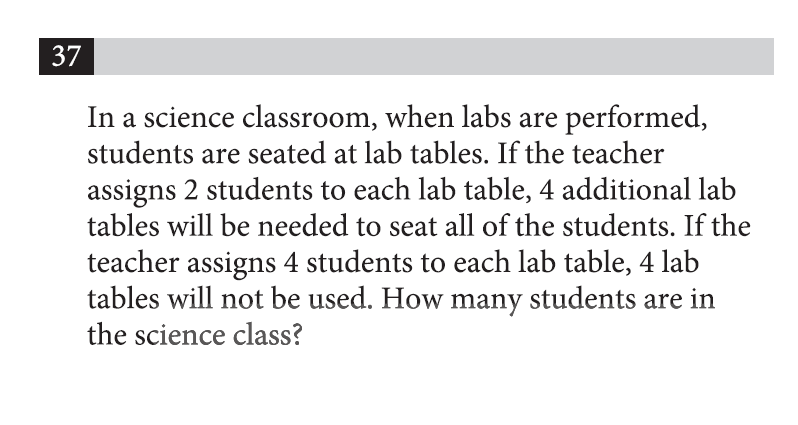 37
In a science classroom, when labs are performed,
students are seated at lab tables. If the teacher
assigns 2 students to each lab table, 4 additional lab
tables will be needed to seat all of the students. If the
teacher assigns 4 students to each lab table, 4 lab
tables will not be used. How many students are in
the science class?